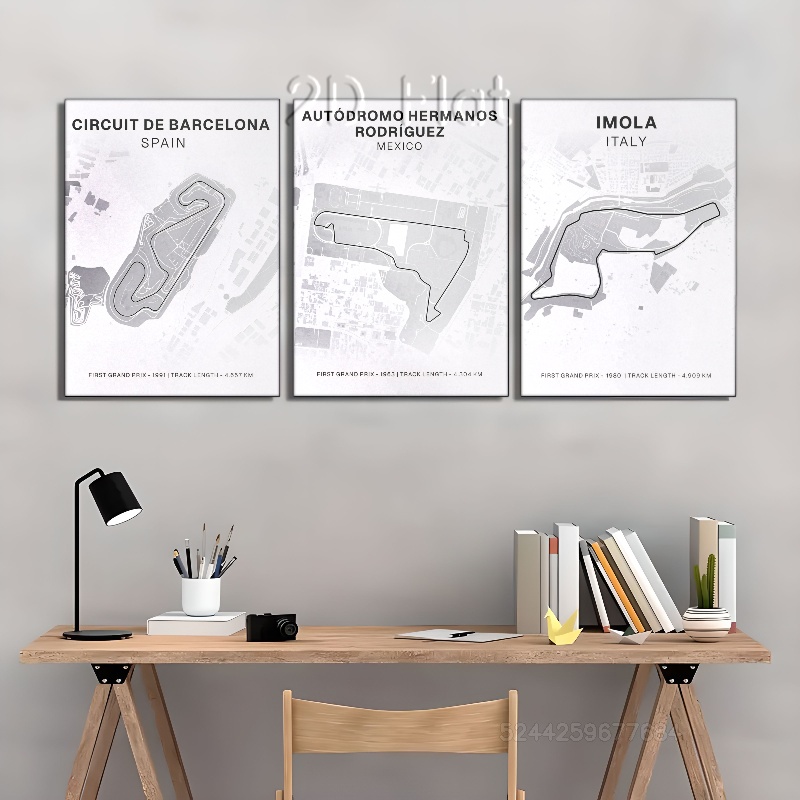 2D Flat
CIRCUIT DE BARCELONA
SPAIN
FIRST GRAND PRIX - 1991 | TRACK LENGTH - 4.657 KM
AUTÓDROMO HERMANOS
RODRÍGUEZ
MEXICO
FIRST GRAND PRIX - 1963 | TRACK LENGTH - 4.304 KM
IMOLA
ITALY
FIRST GRAND PRIX - 1980 | TRACK LENGTH - 4.909 KM
5244259677684